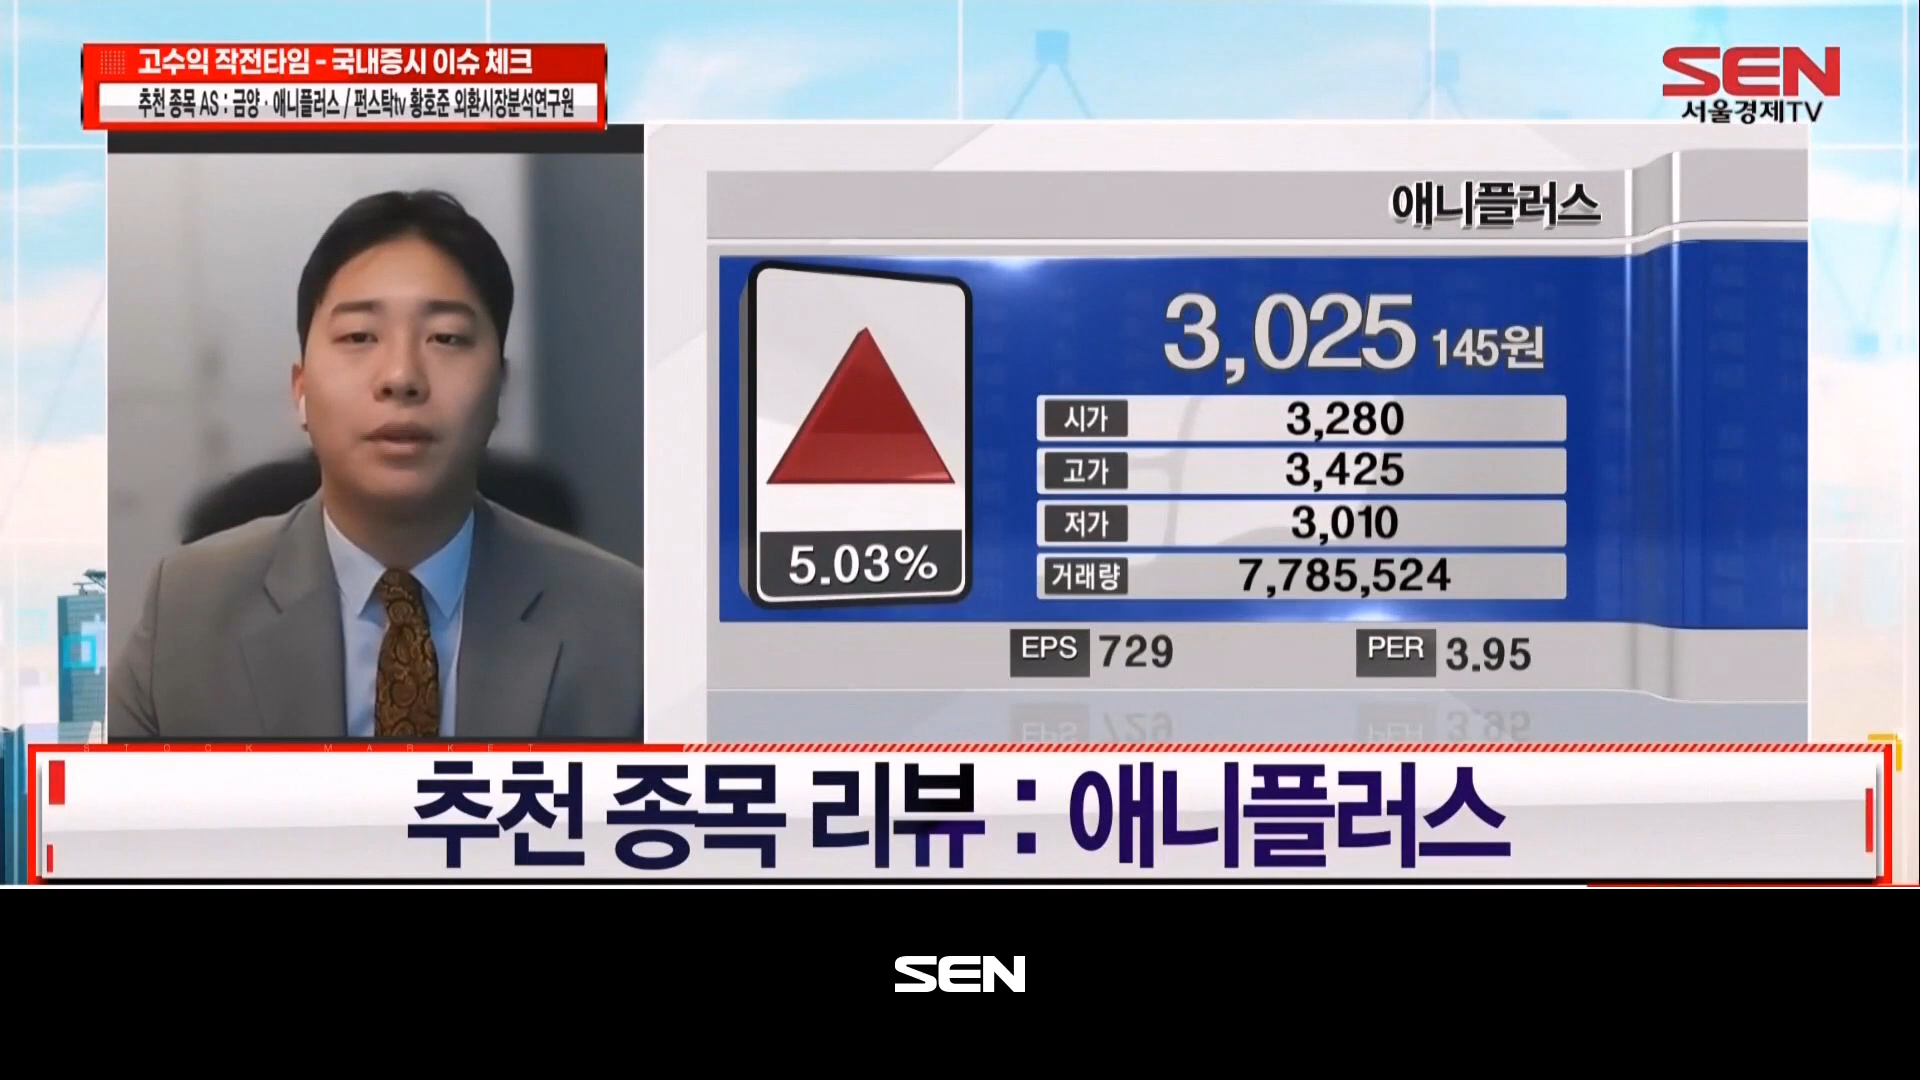 고수익 작전타임 - 국내증시 이슈 체크
추천 종목 AS : 금양 · 애니플러스 / 펀스탁tv 황호준 외환시장분석연구원
SEN
서울경제TV
애니플러스
3,025 145원
5.03%
시가 3,280
고가 3,425
저가 3,010
거래량 7,785,524
EPS 729 PER 3.95
STOCK MARKET
추천 종목 리뷰 : 애니플러스
SEN